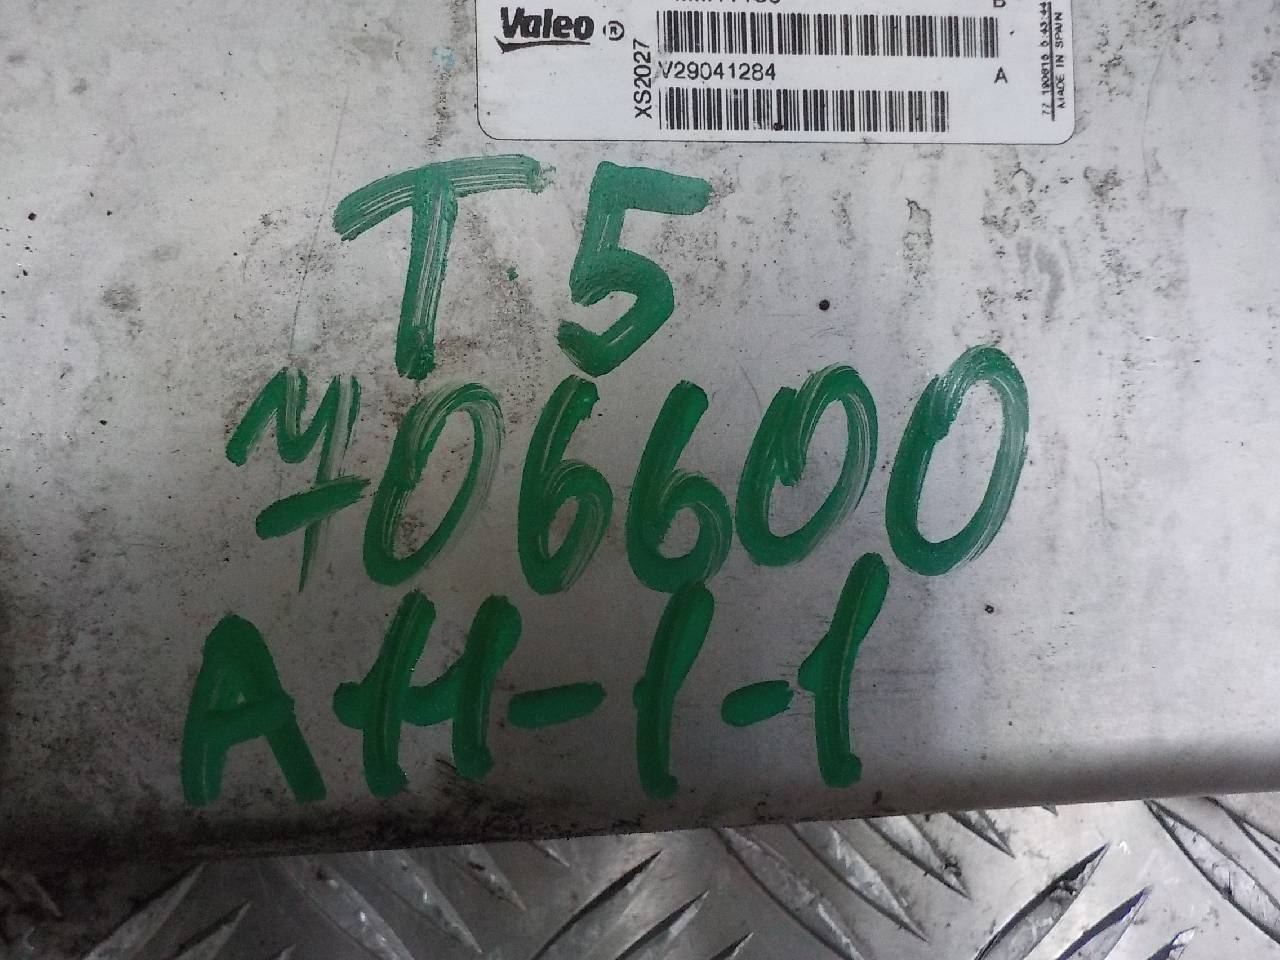 B
Valeo ®
XS2027
V29041284 A
MADE IN SPAIN
T5
706600
AH-1-1